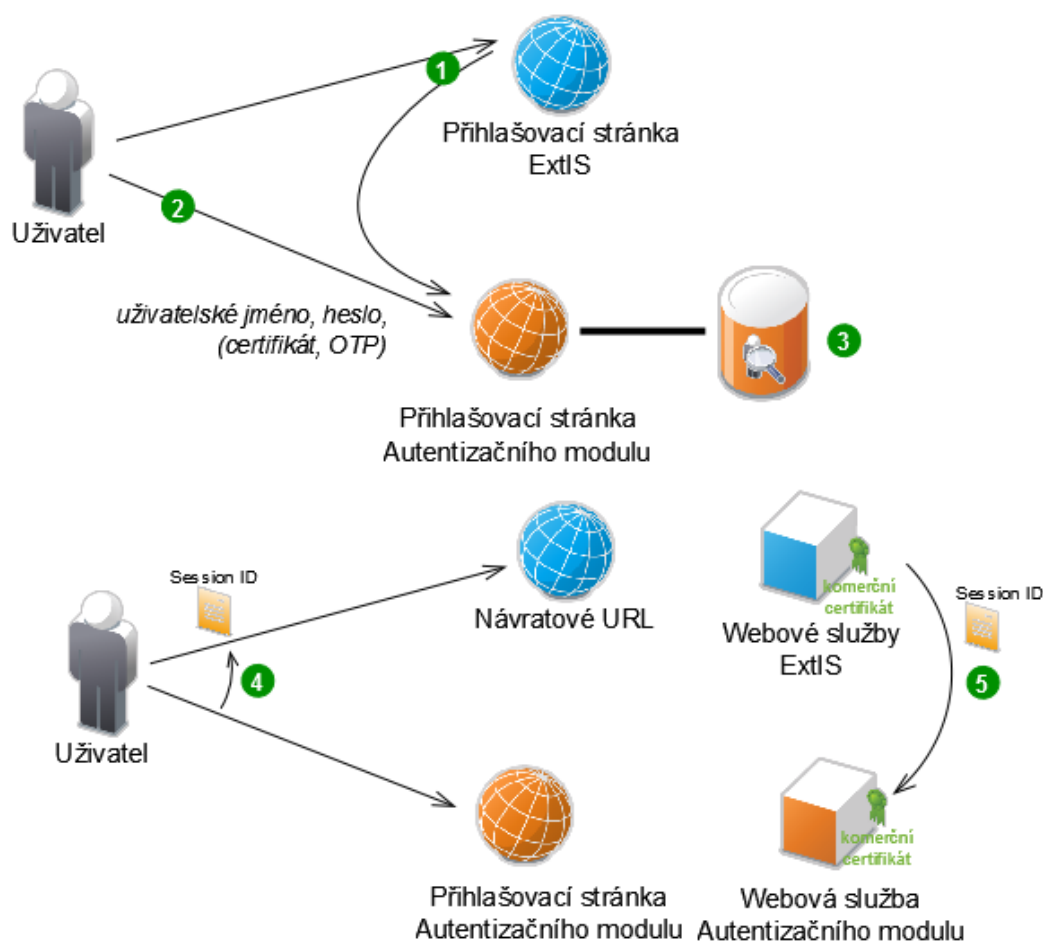 1
Přihlašovací stránka
ExtIS
2
Uživatel
uživatelské jméno, heslo,
(certifikát, OTP)
3
Přihlašovací stránka
Autentizačního modulu
Session ID
Návratové URL
komerční
certifikát
Webové služby
ExtIS
Session ID
4
5
Uživatel
komerční
certifikát
Přihlašovací stránka
Autentizačního modulu
Webová služba
Autentizačního modulu